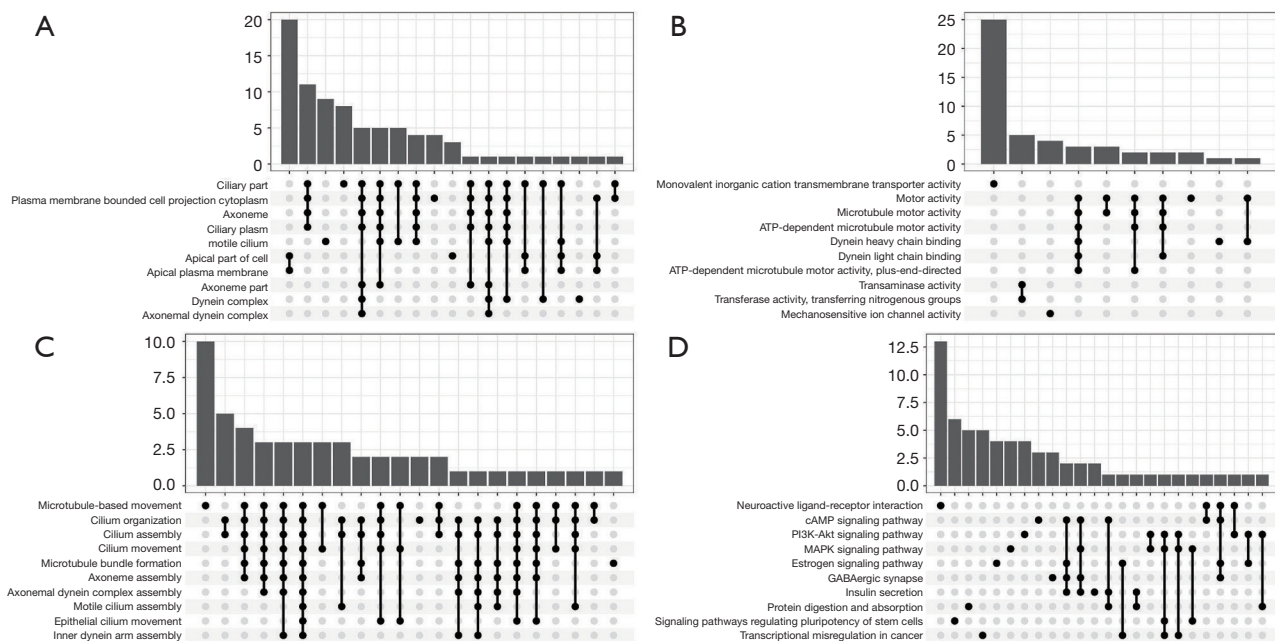 A
20
15
10
5
0
Ciliary part
Plasma membrane bounded cell projection cytoplasm
Axoneme
Ciliary plasm
motile cilium
Apical part of cell
Apical plasma membrane
Axoneme part
Dynein complex
Axonemal dynein complex
B
25
20
15
10
5
0
Monovalent inorganic cation transmembrane transporter activity
Motor activity
Microtubule motor activity
ATP-dependent microtubule motor activity
Dynein heavy chain binding
Dynein light chain binding
ATP-dependent microtubule motor activity, plus-end-directed
Transaminase activity
Transferase activity, transferring nitrogenous groups
Mechanosensitive ion channel activity
C
10.0
7.5
5.0
2.5
0.0
Microtubule-based movement
Cilium organization
Cilium assembly
Cilium movement
Microtubule bundle formation
Axoneme assembly
Axonemal dynein complex assembly
Motile cilium assembly
Epithelial cilium movement
Inner dynein arm assembly
D
12.5
10.0
7.5
5.0
2.5
0.0
Neuroactive ligand-receptor interaction
cAMP signaling pathway
PI3K-Akt signaling pathway
MAPK signaling pathway
Estrogen signaling pathway
GABAergic synapse
Insulin secretion
Protein digestion and absorption
Signaling pathways regulating pluripotency of stem cells
Transcriptional misregulation in cancer